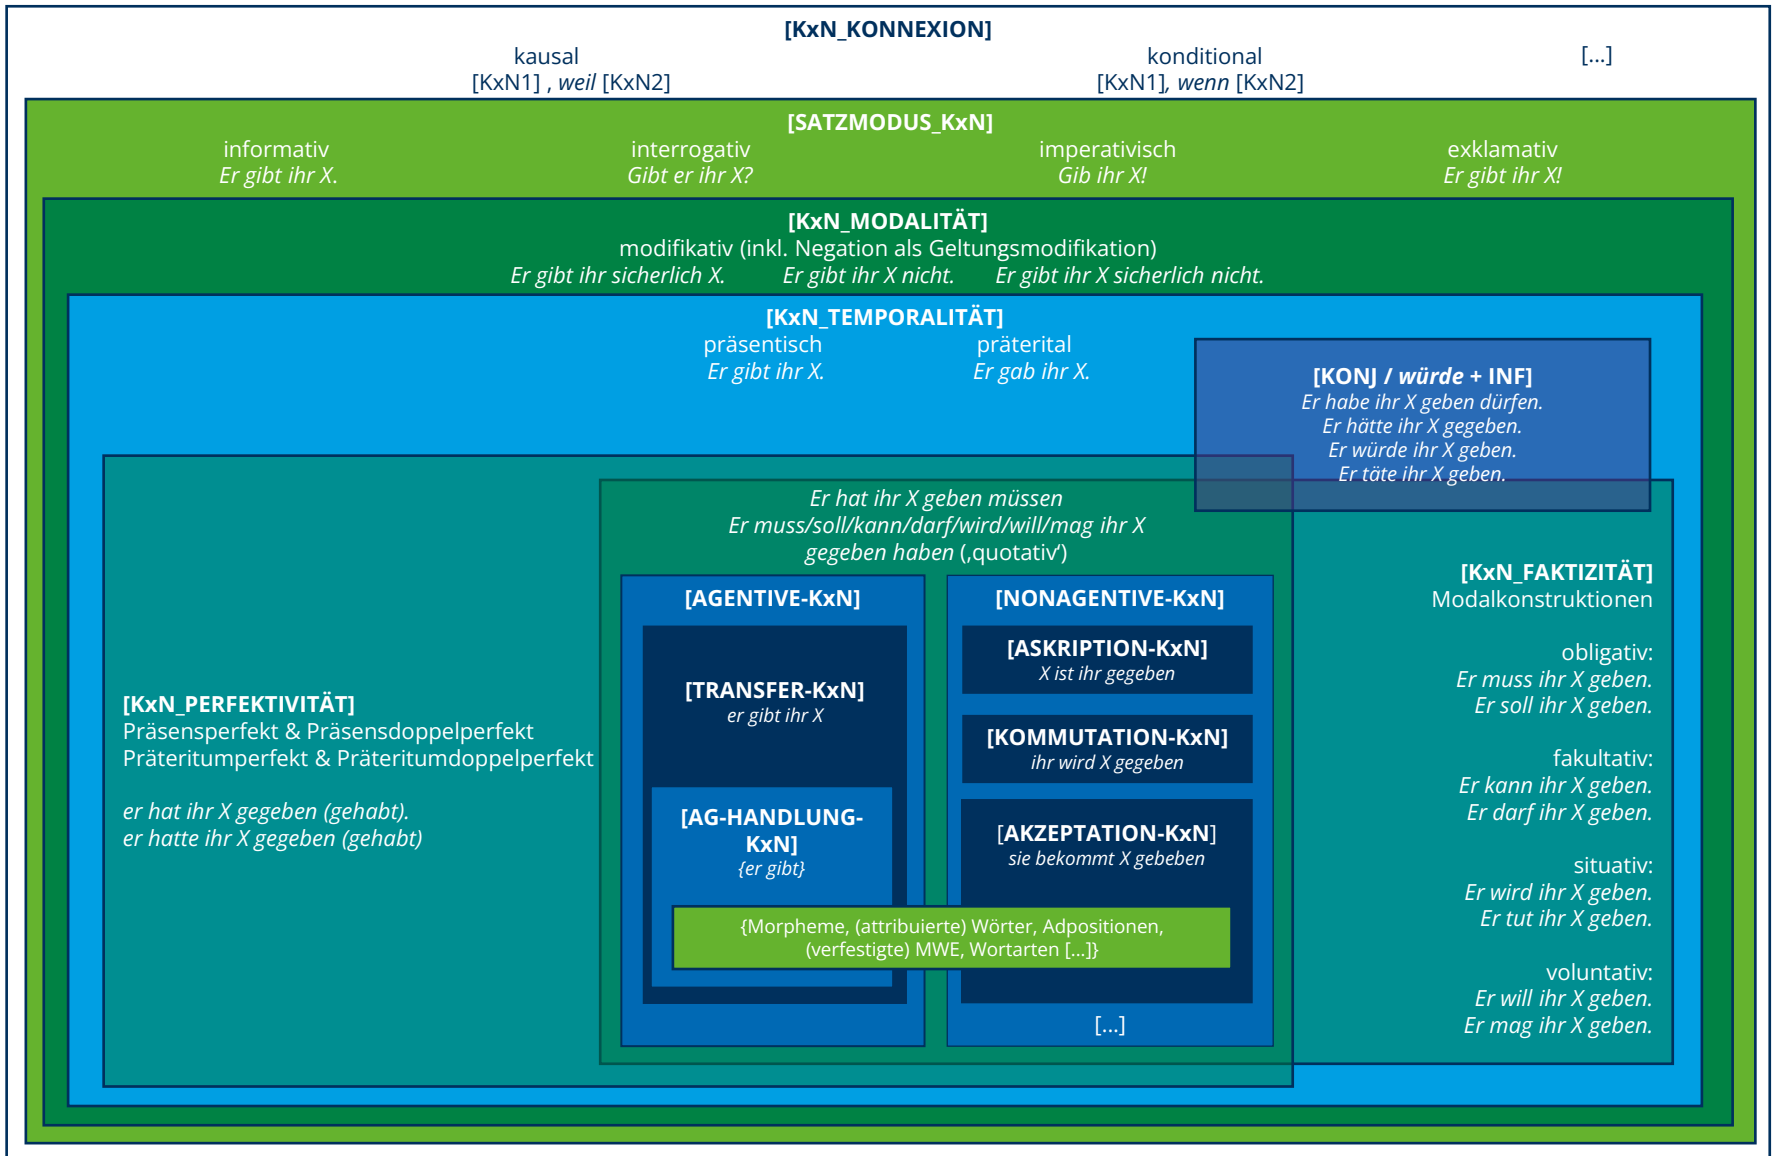 [KxN_KONNEXION]
kausal
[KxN1] , weil [KxN2]
konditional
[KxN1], wenn [KxN2]
[...]
[SATZMODUS_KxN]
informativ
Er gibt ihr X.
interrogativ
Gibt er ihr X?
imperativisch
Gib ihr X!
exklamativ
Er gibt ihr X!
[KxN_MODALITÄT]
modifikativ (inkl. Negation als Geltungsmodifikation)
Er gibt ihr sicherlich X. Er gibt ihr X nicht. Er gibt ihr X sicherlich nicht.
[KxN_TEMPORALITÄT]
präsentisch
Er gibt ihr X.
präterital
Er gab ihr X.
[KONJ / würde + INF]
Er habe ihr X geben dürfen.
Er hätte ihr X gegeben.
Er würde ihr X geben.
Er täte ihr X geben.
Er hat ihr X geben müssen
Er muss/soll/kann/darf/wird/will/mag ihr X
gegeben haben (‚quotativ‘)
[KxN_PERFEKTIVITÄT]
Präsensperfekt & Präsensdoppelperfekt
Präteritumperfekt & Präteritumdoppelperfekt
er hat ihr X gegeben (gehabt).
er hatte ihr X gegeben (gehabt)
[AGENTIVE-KxN]
[TRANSFER-KxN]
er gibt ihr X
[AG-HANDLUNG-
KxN]
{er gibt}
[NONAGENTIVE-KxN]
[ASKRIPTION-KxN]
X ist ihr gegeben
[KOMMUTATION-KxN]
ihr wird X gegeben
[AKZEPTATION-KxN]
sie bekommt X gebeben
{Morpheme, (attribuierte) Wörter, Adpositionen,
(verfestigte) MWE, Wortarten [...]}
[...]
[KxN_FAKTIZITÄT]
Modalkonstruktionen
obligativ:
Er muss ihr X geben.
Er soll ihr X geben.
fakultativ:
Er kann ihr X geben.
Er darf ihr X geben.
situativ:
Er wird ihr X geben.
Er tut ihr X geben.
voluntativ:
Er will ihr X geben.
Er mag ihr X geben.